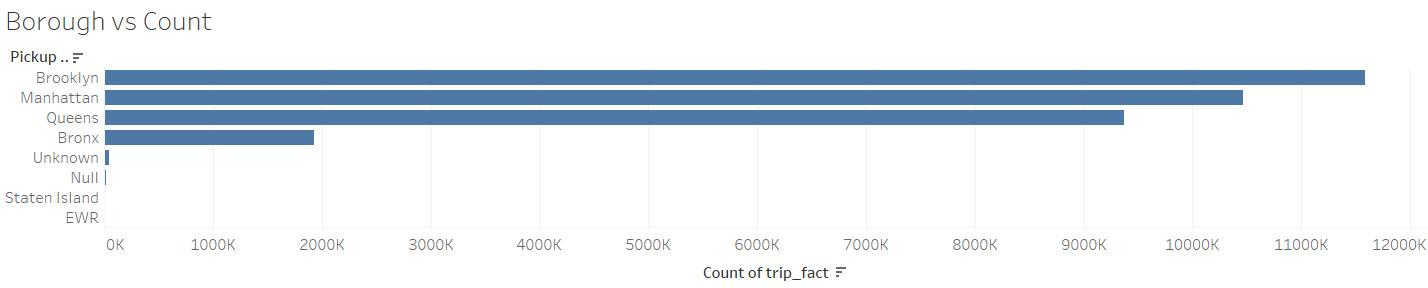 Borough vs Count
Pickup ..
Brooklyn
Manhattan
Queens
Bronx
Unknown
Null
Staten Island
EWR
0K 1000K 2000K 3000K 4000K 5000K 6000K 7000K 8000K 9000K 10000K 11000K 12000K
Count of trip_fact